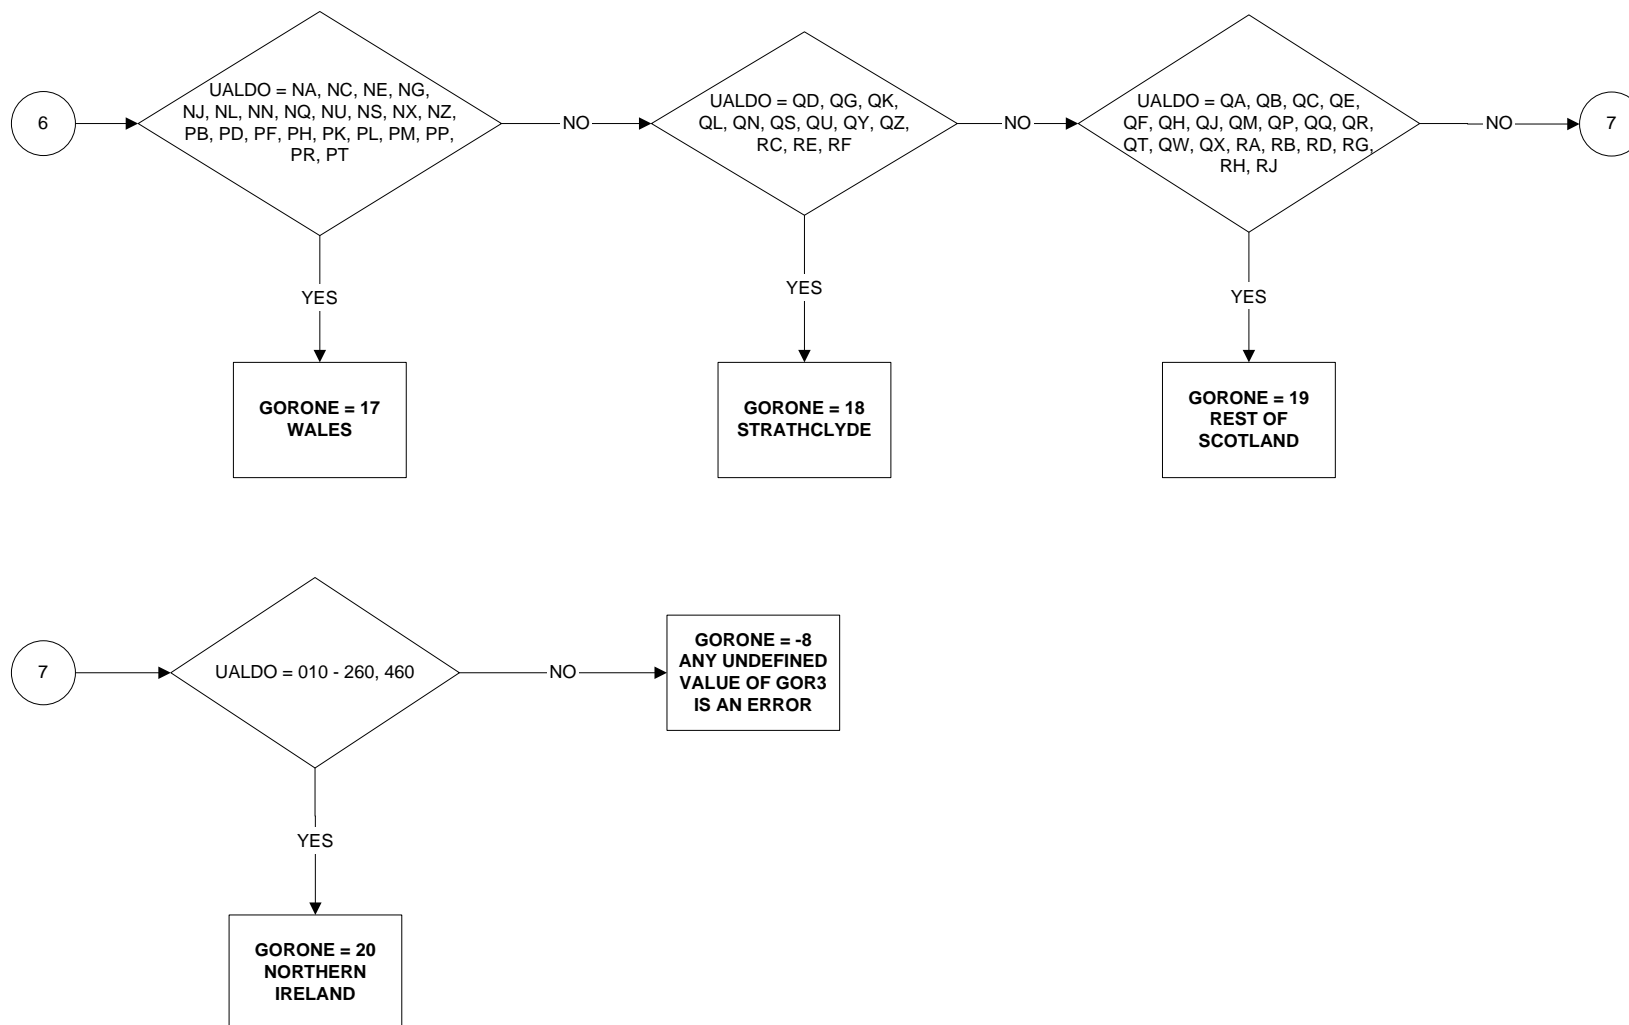 6
UALDO = NA, NC, NE, NG,
NJ, NL, NN, NQ, NU, NS, NX, NZ,
PB, PD, PF, PH, PK, PL, PM, PP,
PR, PT
NO
UALDO = QD, QG, QK,
QL, QN, QS, QU, QY, QZ,
RC, RE, RF
NO
UALDO = QA, QB, QC, QE,
QF, QH, QJ, QM, QP, QQ, QR,
QT, QW, QX, RA, RB, RD, RG,
RH, RJ
NO
7
YES
YES
YES
GORONE = 17
WALES
GORONE = 18
STRATHCLYDE
GORONE = 19
REST OF
SCOTLAND
7
UALDO = 010 - 260, 460
NO
GORONE = -8
ANY UNDEFINED
VALUE OF GOR3
IS AN ERROR
YES
GORONE = 20
NORTHERN
IRELAND